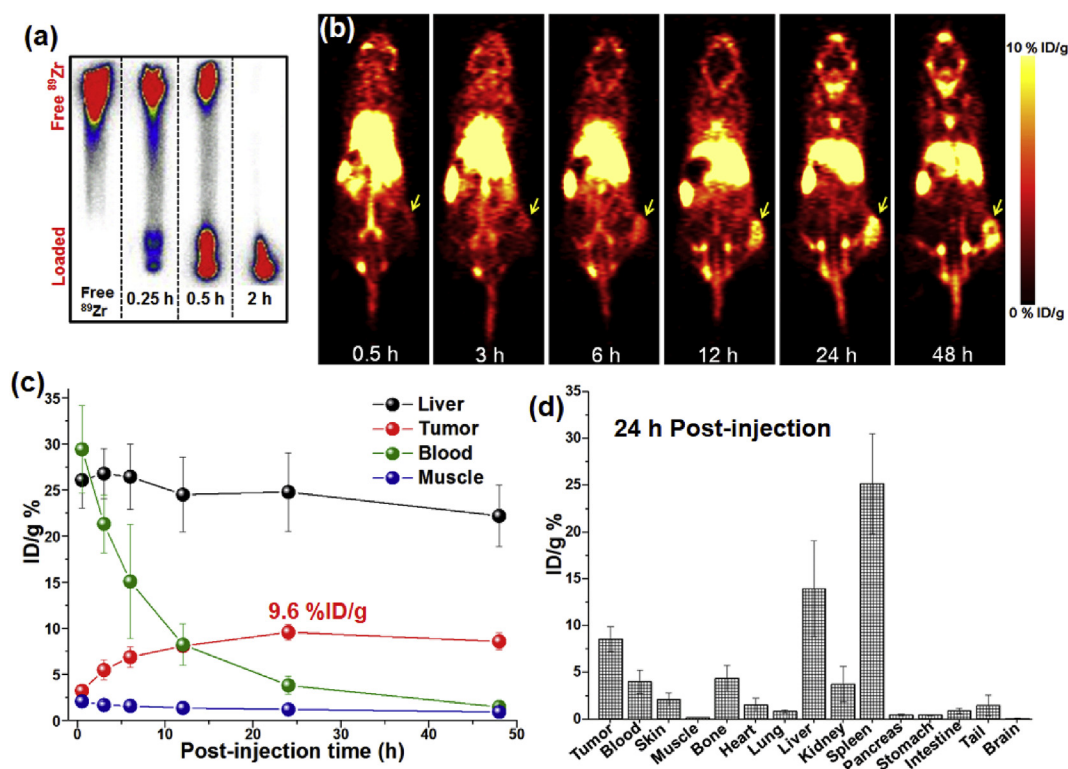 (a)
Free 89Zr
Loaded
Free
89Zr
0.25 h
0.5 h
2 h
(b)
0.5 h
3 h
6 h
12 h
24 h
48 h
10 % ID/g
0 % ID/g
(c)
ID/g %
35
30
25
20
15
10
5
0
Liver
Tumor
Blood
Muscle
9.6 %ID/g
0
10
20
30
40
50
Post-injection time (h)
(d)
24 h Post-injection
ID/g %
35
30
25
20
15
10
5
0
Tumor
Blood
Skin
Muscle
Bone
Heart
Lung
Liver
Kidney
Spleen
Pancreas
Stomach
Intestine
Tail
Brain